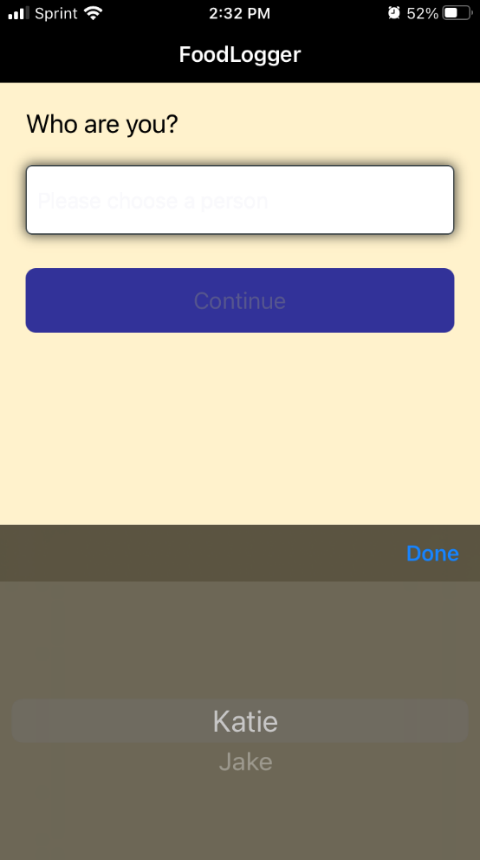 Sprint 2:32 PM 52%
FoodLogger
Who are you?
Please choose a person
Continue
Done
Katie
Jake